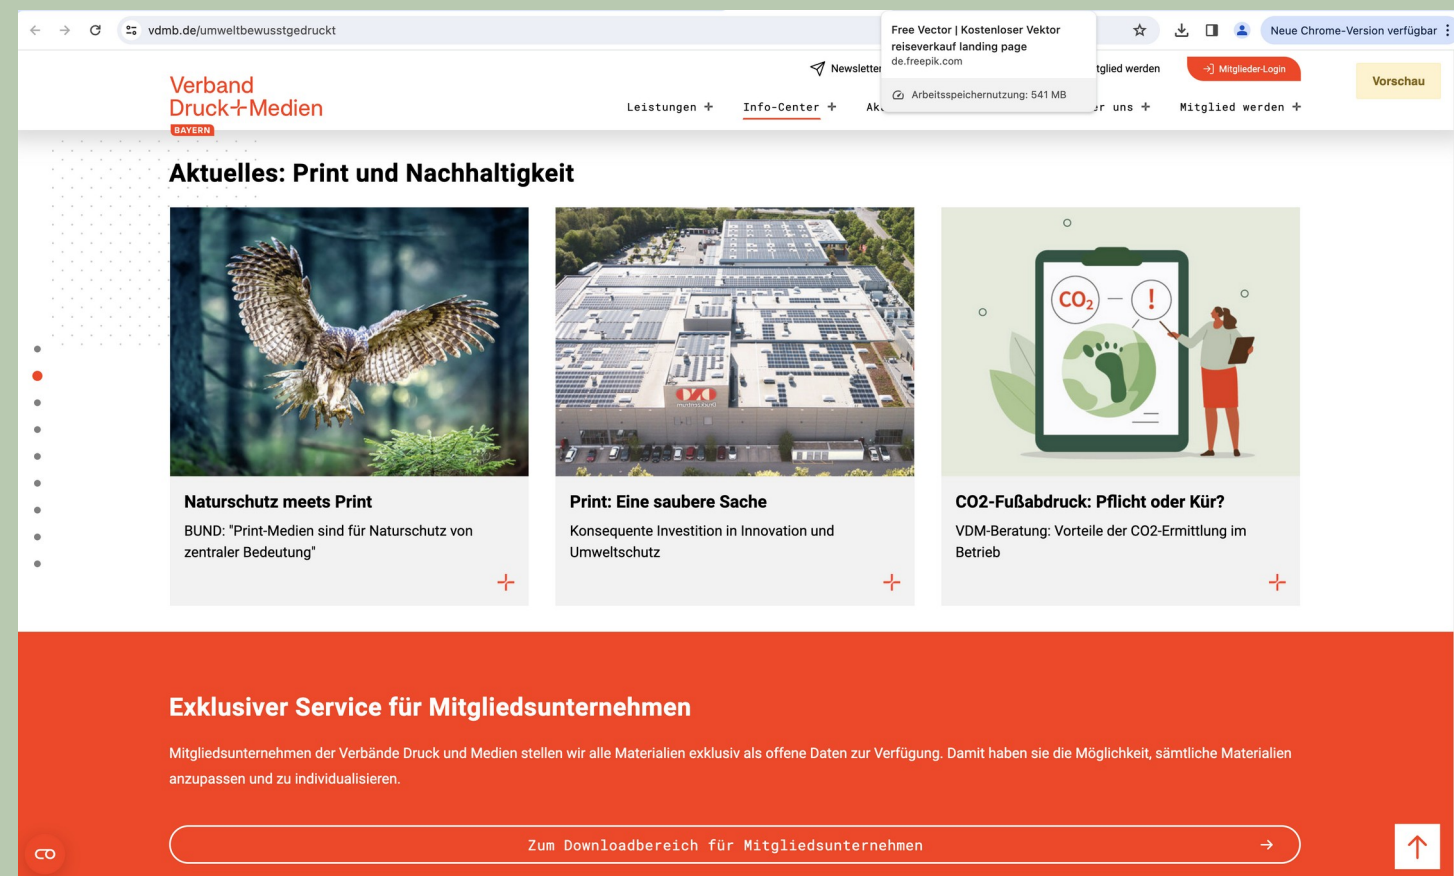 vdmb.de/umweltbewusstgedruckt
Free Vector | Kostenloser Vektor
reiseverkauf landing page
de.freepik.com
Arbeitsspeichernutzung: 541 MB
Neue Chrome-Version verfügbar
Newsletter
tglied werden
Mitglieder-Login
Vorschau
Verband
Druck+Medien
BAYERN
Leistungen +
Info-Center +
er uns +
Mitglied werden +
Aktuelles: Print und Nachhaltigkeit
CO2
!
Naturschutz meets Print
BUND: "Print-Medien sind für Naturschutz von
zentraler Bedeutung"
Print: Eine saubere Sache
Konsequente Investition in Innovation und
Umweltschutz
CO2-Fußabdruck: Pflicht oder Kür?
VDM-Beratung: Vorteile der CO2-Ermittlung im
Betrieb
Exklusiver Service für Mitgliedsunternehmen
Mitgliedsunternehmen der Verbände Druck und Medien stellen wir alle Materialien exklusiv als offene Daten zur Verfügung. Damit haben sie die Möglichkeit, sämtliche Materialien
anzupassen und zu individualisieren.
Zum Downloadbereich für Mitgliedsunternehmen